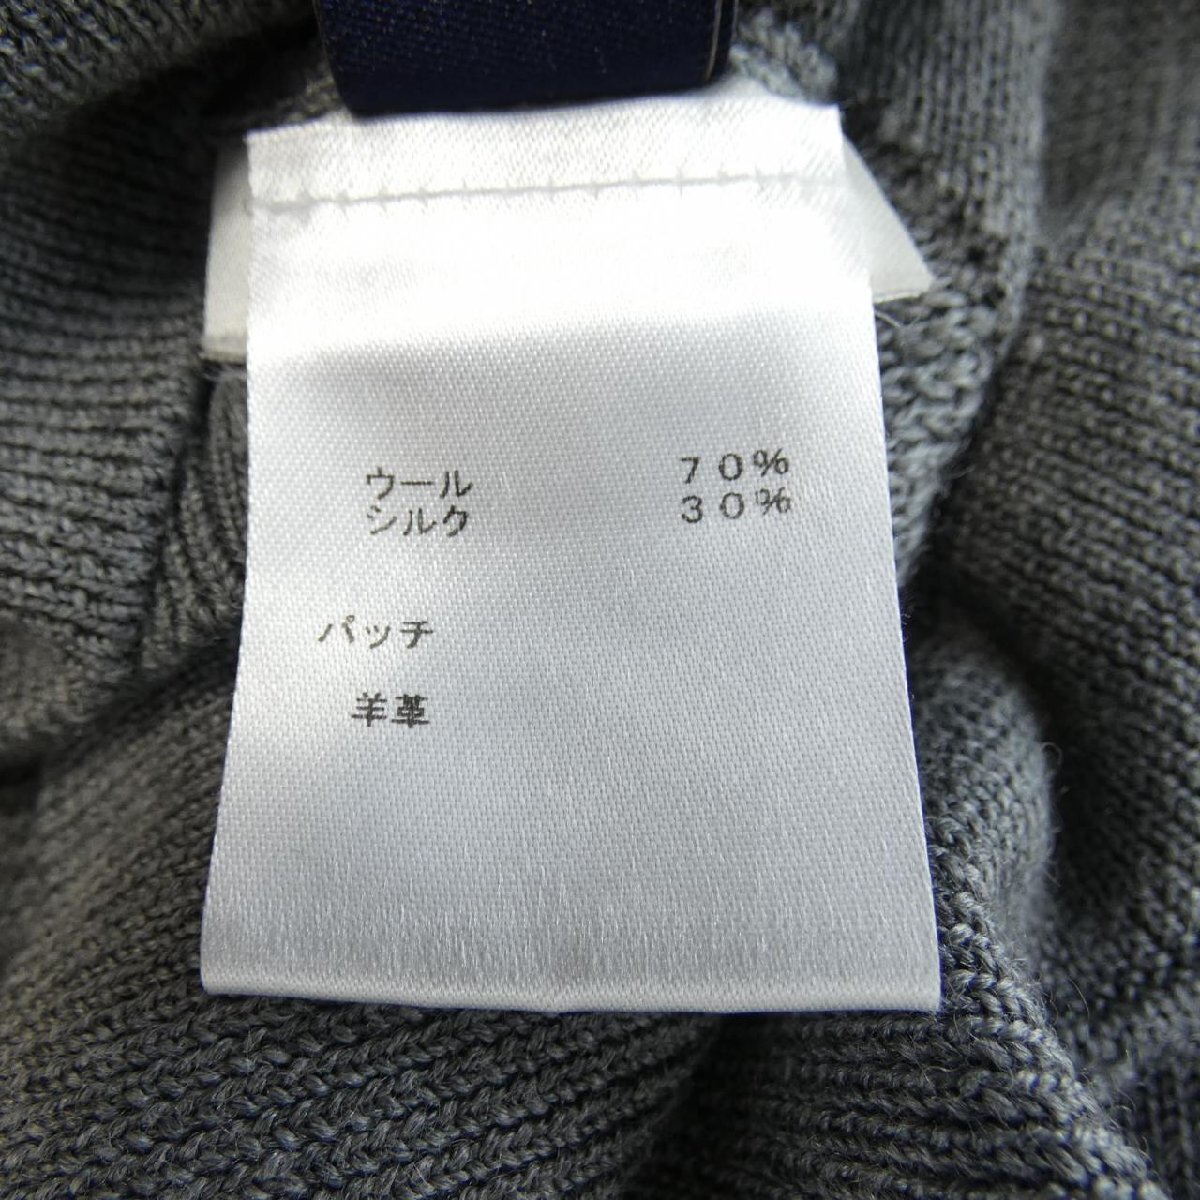 ウール ７０％
シルク ３０％
パッチ
羊革